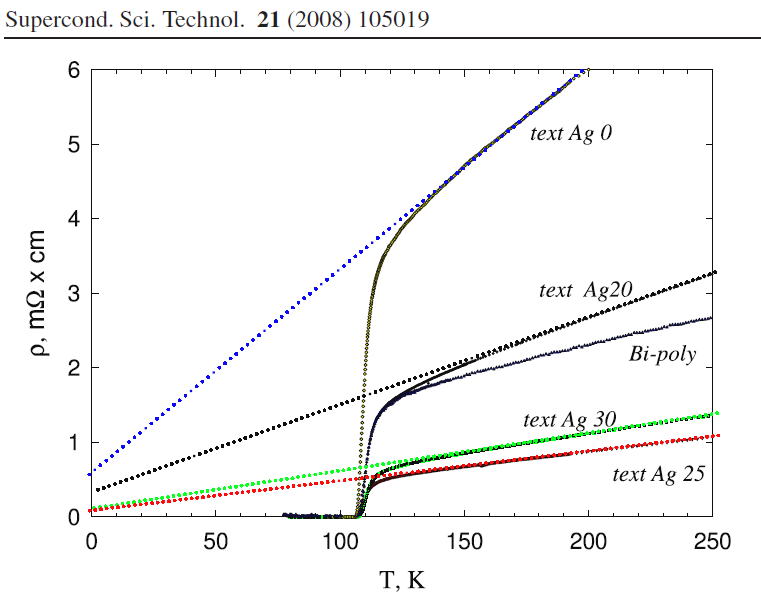 Supercond. Sci. Technol. 21 (2008) 105019
6
5
4
3
2
1
0
ρ, mΩ x cm
text Ag 0
text Ag20
Bi-poly
text Ag 30
text Ag 25
0 50 100 150 200 250
T, K